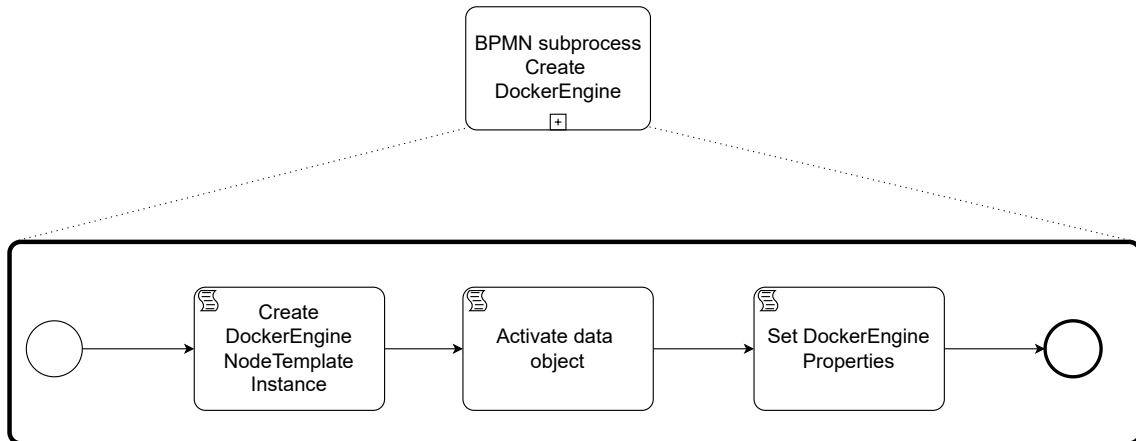 BPMN subprocess
Create
DockerEngine
Create
DockerEngine
NodeTemplate
Instance
Activate data
object
Set DockerEngine
Properties